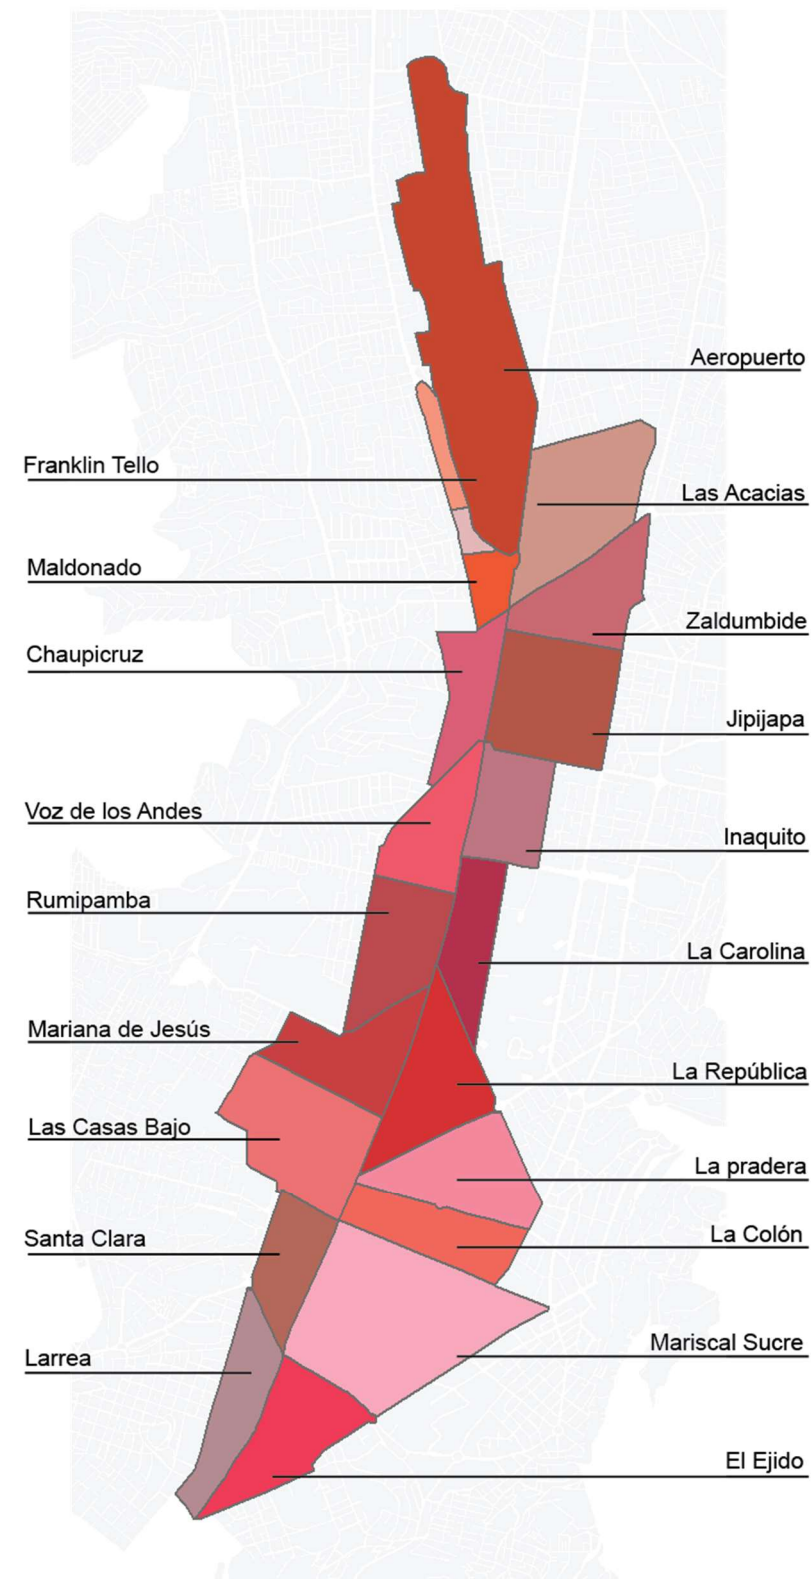 Aeropuerto
Franklin Tello
Las Acacias
Maldonado
Zaldumbide
Chaupicruz
Jipijapa
Voz de los Andes
Inaquito
Rumipamba
La Carolina
Mariana de Jesús
La República
Las Casas Bajo
La pradera
La Colón
Santa Clara
Mariscal Sucre
Larrea
El Ejido